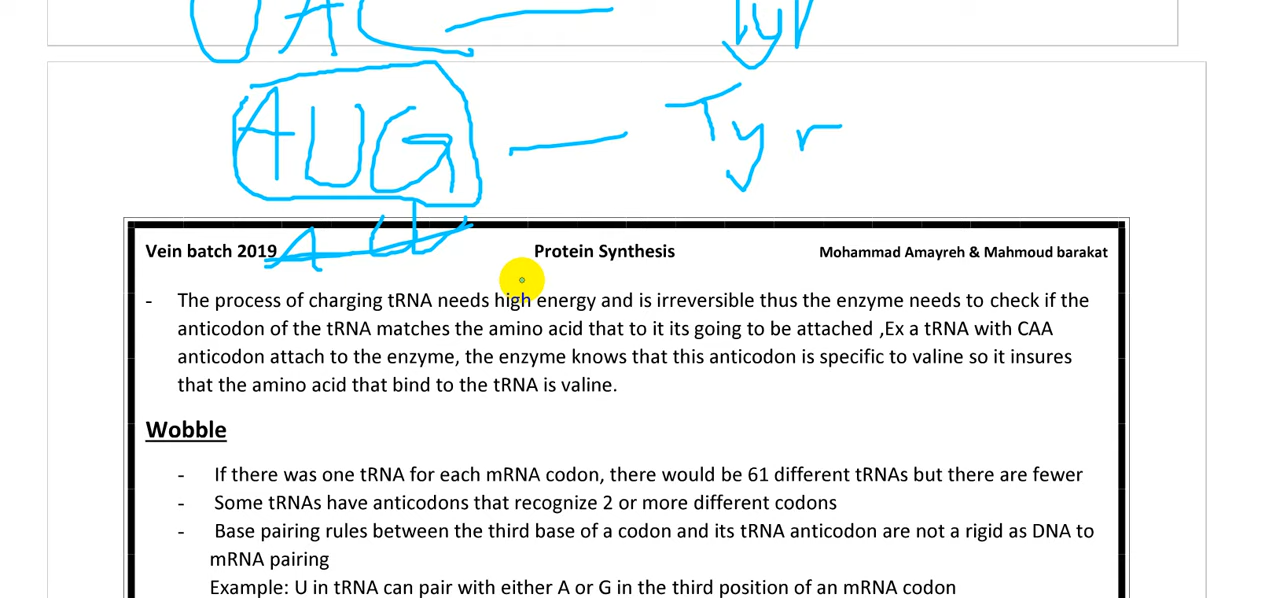 UAC Tyr
AUG — Tyr
Vein batch 2019 Protein Synthesis Mohammad Amayreh & Mahmoud barakat
- The process of charging tRNA needs high energy and is irreversible thus the enzyme needs to check if the
anticodon of the tRNA matches the amino acid that to it its going to be attached ,Ex a tRNA with CAA
anticodon attach to the enzyme, the enzyme knows that this anticodon is specific to valine so it insures
that the amino acid that bind to the tRNA is valine.
Wobble
- If there was one tRNA for each mRNA codon, there would be 61 different tRNAs but there are fewer
- Some tRNAs have anticodons that recognize 2 or more different codons
- Base pairing rules between the third base of a codon and its tRNA anticodon are not a rigid as DNA to
mRNA pairing
Example: U in tRNA can pair with either A or G in the third position of an mRNA codon